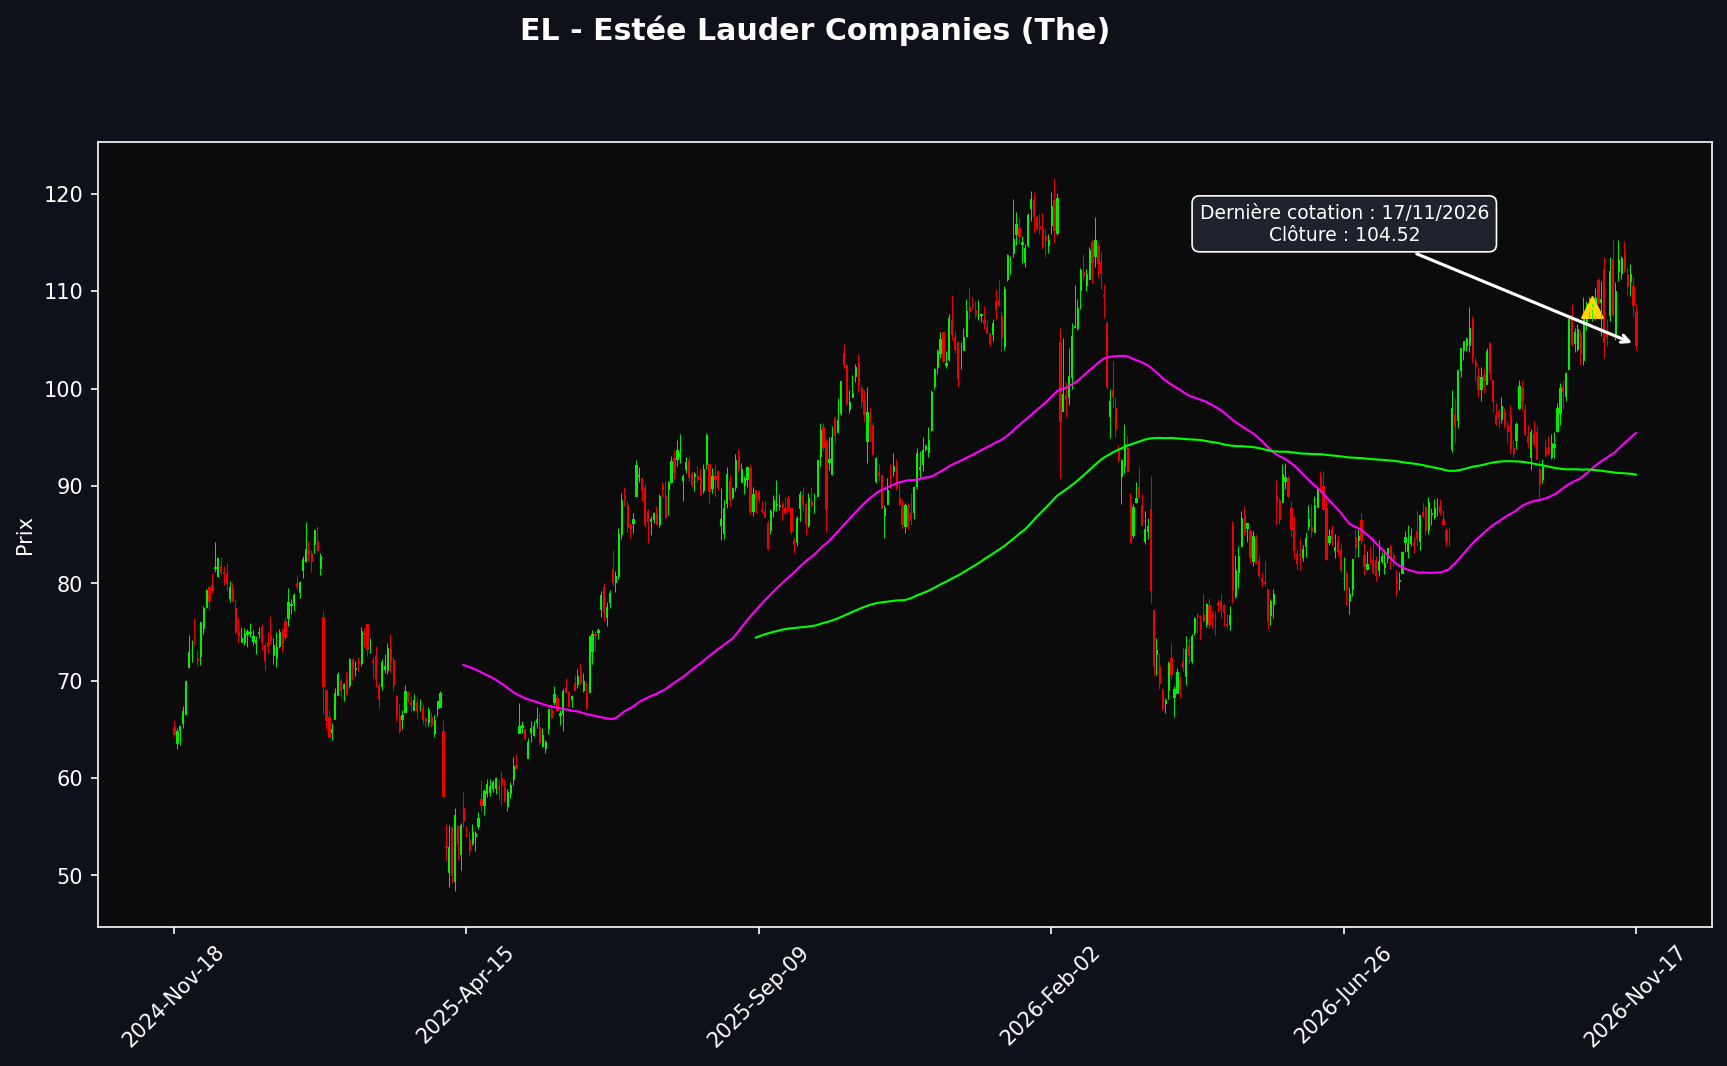 EL - Estée Lauder Companies (The)
Prix
120
110
100
90
80
70
60
50
Dernière cotation : 17/11/2026
Clôture : 104.52
2024-Nov-18
2025-Apr-15
2025-Sep-09
2026-Feb-02
2026-Jun-26
2026-Nov-17